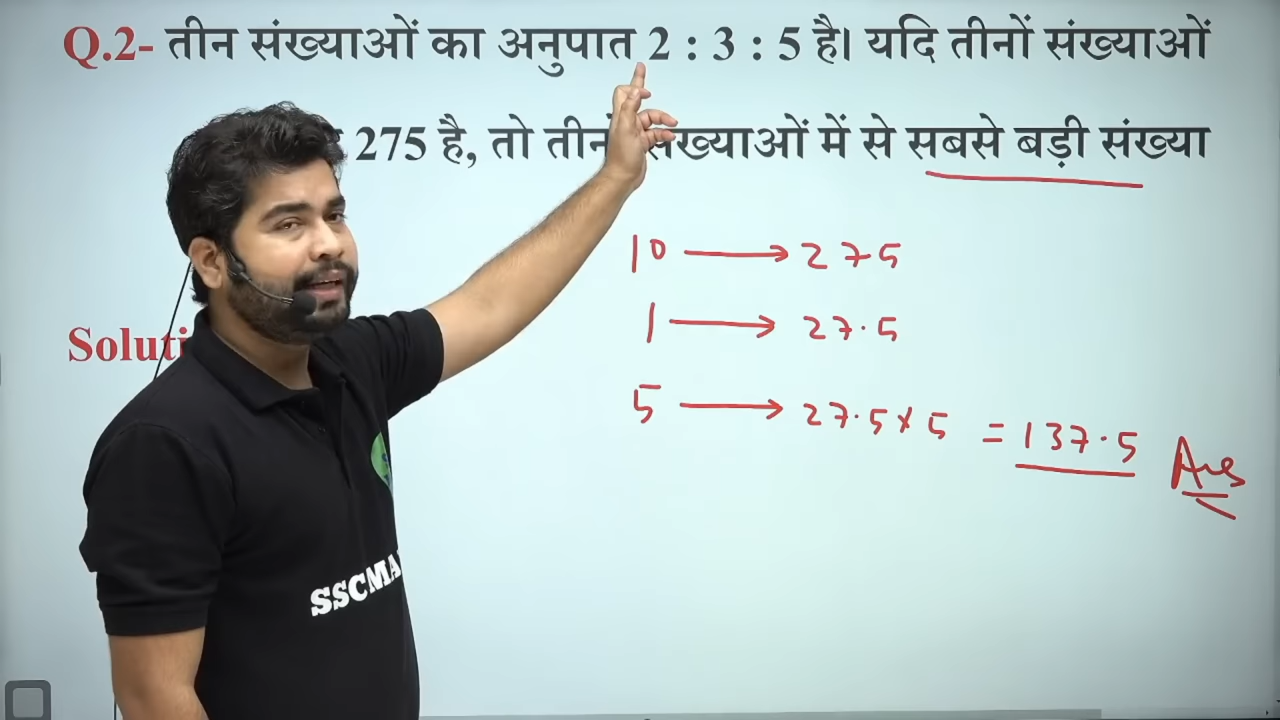 Q.2- तीन संख्याओं का अनुपात 2 : 3 : 5 है। यदि तीनों संख्याओं
275 है, तो तीनों संख्याओं में से सबसे बड़ी संख्या
10 → 275
1 → 27.5
5 → 27.5 x 5 = 137.5 Ans
Soluti
SSCMA